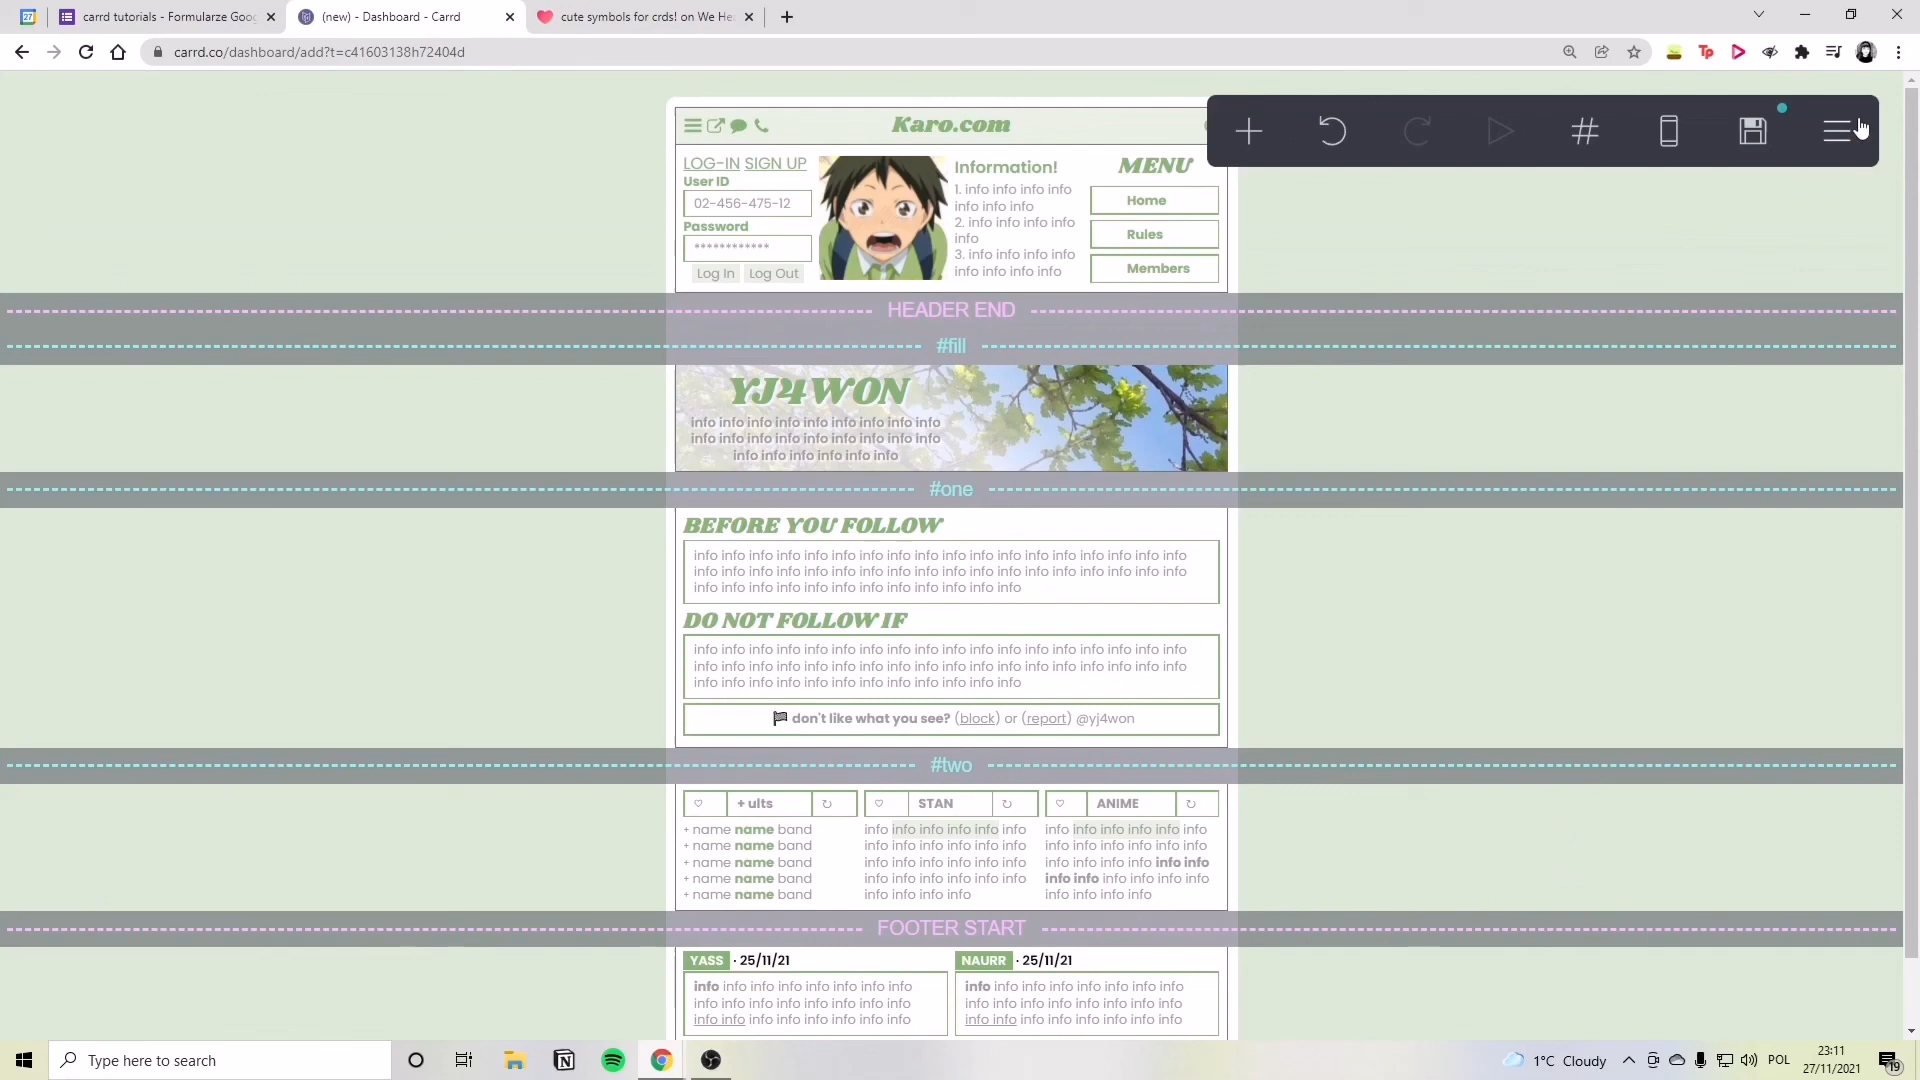 carrd tutorials - Formularze Goo
(new) - Dashboard - Carrd
cute symbols for crds! on We He
carrd.co/dashboard/add?t=c41603138h72404d
Karo.com
LOG-IN SIGN UP
User ID
02-456-475-12
Password
************
Log In Log Out
Information!
1. info info info info
info info info
2. info info info info
info
3. info info info info
info info info info
MENU
Home
Rules
Members
HEADER END
#fill
YJ4WON
info info info info info info info info info
info info info info info info info info info
info info info info info info
#one
BEFORE YOU FOLLOW
info info info info info info info info info info info info info info info info info info
info info info info info info info info info info info info info info info info info info
info info info info info info info info info info info info
DO NOT FOLLOW IF
info info info info info info info info info info info info info info info info info info
info info info info info info info info info info info info info info info info info info
info info info info info info info info info info info info
don't like what you see? (block) or (report) @yj4won
#two
♡ + ults ↻
+ name name band
+ name name band
+ name name band
+ name name band
+ name name band
♡ STAN ↻
info info info info info info
info info info info info info
info info info info info info
info info info info info info
info info info info
♡ ANIME ↻
info info info info info info
info info info info info info
info info info info info info
info info info info info info
info info info info
FOOTER START
YASS · 25/11/21
info info info info info info info info
info info info info info info info info
info info info info info info info info
NAURR · 25/11/21
info info info info info info info info
info info info info info info info info
info info info info info info info info
Type here to search
1°C Cloudy
POL
23:11
27/11/2021
19